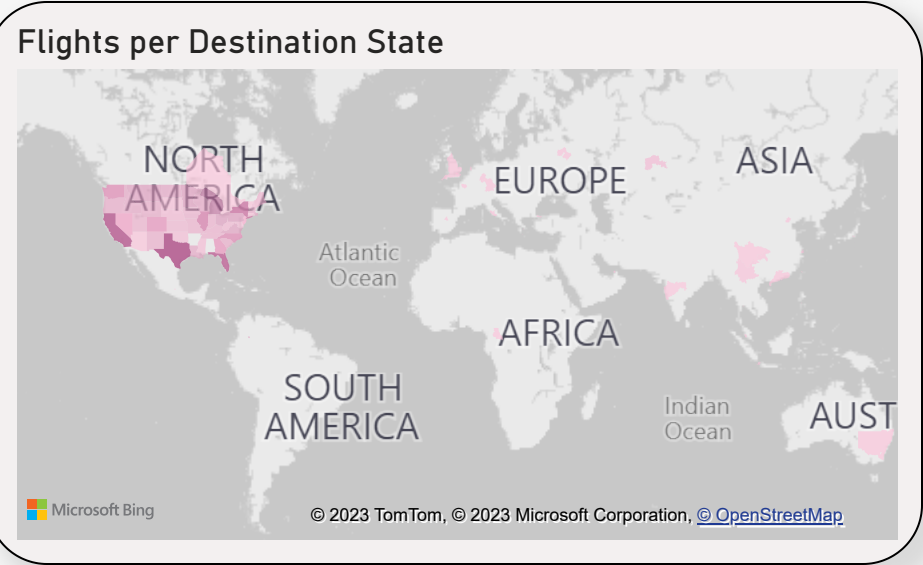 Flights per Destination State
NORTH
AMERICA
EUROPE
ASIA
Atlantic
Ocean
AFRICA
SOUTH
AMERICA
Indian
Ocean
AUST
Microsoft Bing
© 2023 TomTom, © 2023 Microsoft Corporation, © OpenStreetMap